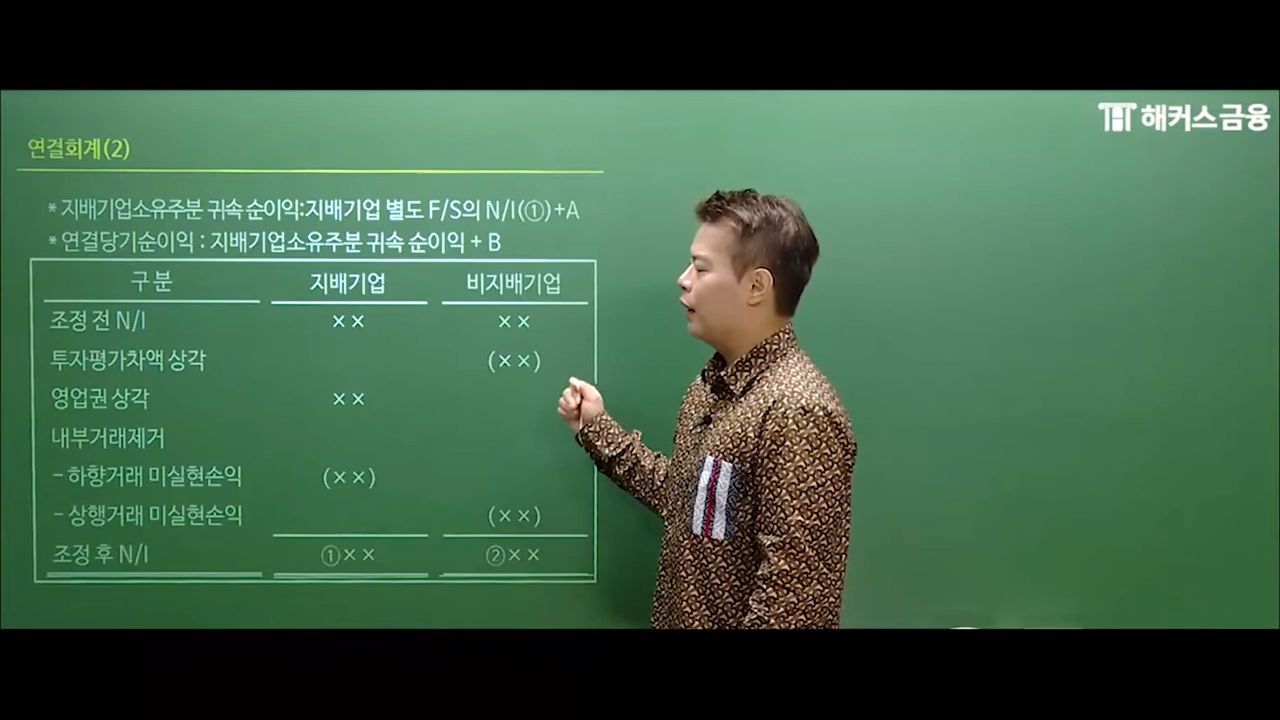 해커스금융
연결회계(2)
* 지배기업소유주분 귀속 순이익:지배기업 별도 F/S의 N/I(①)+A
* 연결당기순이익 : 지배기업소유주분 귀속 순이익 + B
구분 지배기업 비지배기업
조정 전 N/I ×× ××
투자평가차액 상각 (××)
영업권 상각 ××
내부거래제거
- 하향거래 미실현손익 (××)
- 상행거래 미실현손익 (××)
조정 후 N/I ①×× ②××